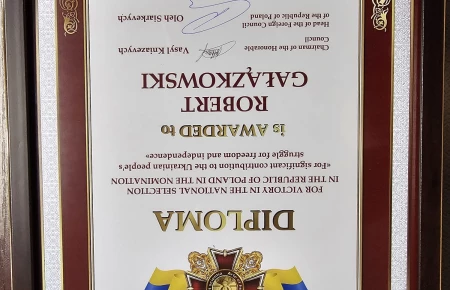 DIPLOMA
FOR VICTORY IN THE NATIONAL SELECTION
IN THE REPUBLIC OF POLAND IN THE NOMINATION
«For significant contribution to the Ukrainian people's
struggle for freedom and independence»
is AWARDED to
ROBERT
GAŁĄZKOWSKI
Chairman of the Honorable
Council
Vasyl Kniazevych
Head of the Foreign Council
of the Republic of Poland
Oleh Siarkevych